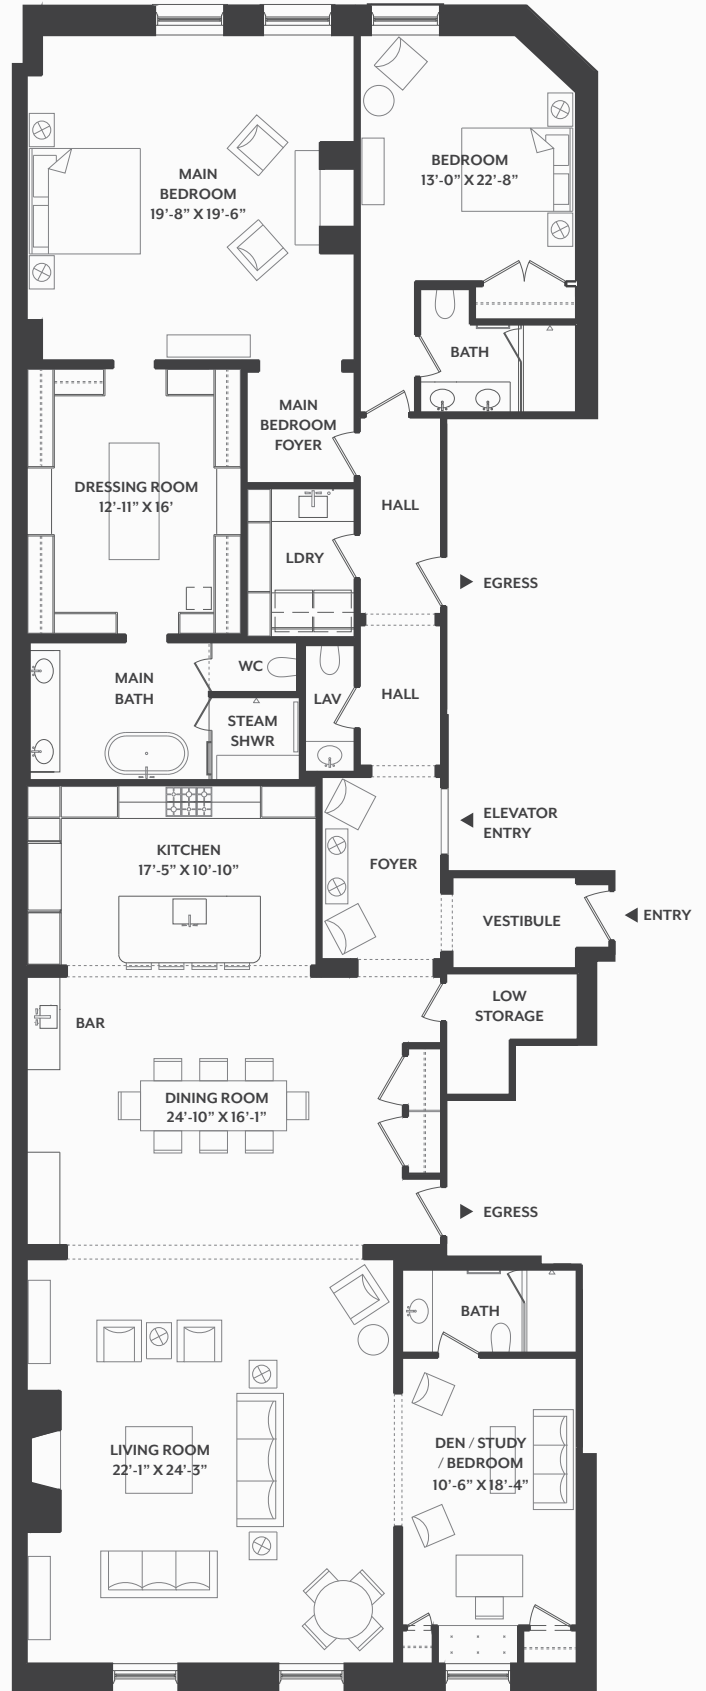 MAIN
BEDROOM
19'-8” X 19'-6”
BEDROOM
13'-0” X 22'-8”
BATH
MAIN
BEDROOM
FOYER
DRESSING ROOM
12'-11” X 16'
HALL
LDRY
EGRESS
MAIN
BATH
WC
LAV
HALL
STEAM
SHWR
ELEVATOR
ENTRY
KITCHEN
17'-5” X 10'-10”
FOYER
VESTIBULE
ENTRY
LOW
STORAGE
BAR
DINING ROOM
24'-10” X 16'-1”
EGRESS
BATH
LIVING ROOM
22'-1” X 24'-3”
DEN / STUDY
/ BEDROOM
10'-6” X 18'-4”